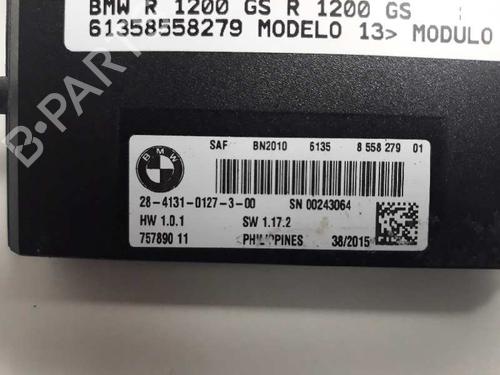 BMW R 1200 GS R 1200 GS
61358558279 MODELO 13> MODULO
BMW
SAF BN2010 6135 8 558 279 01
28-4131-0127-3-00 SN 00243064
HW 1.0.1 SW 1.17.2
757890 11 PHILIPPINES 38/2015
B-PARTS